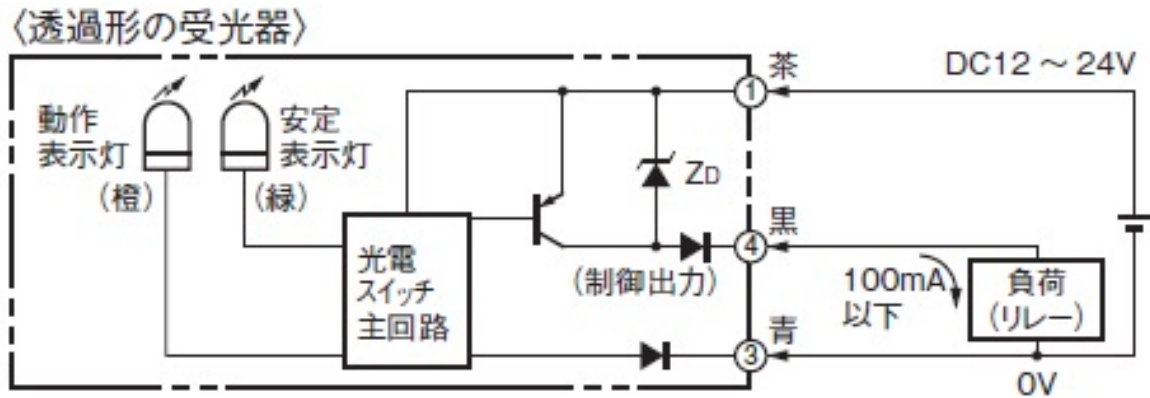 〈透過形の受光器〉
動作
表示灯
(橙)
安定
表示灯
(緑)
光電
スイッチ
主回路
ZD
(制御出力)
1
茶
DC12 ～ 24V
4
黒
100mA
以下
負荷
(リレー)
3
青
0V